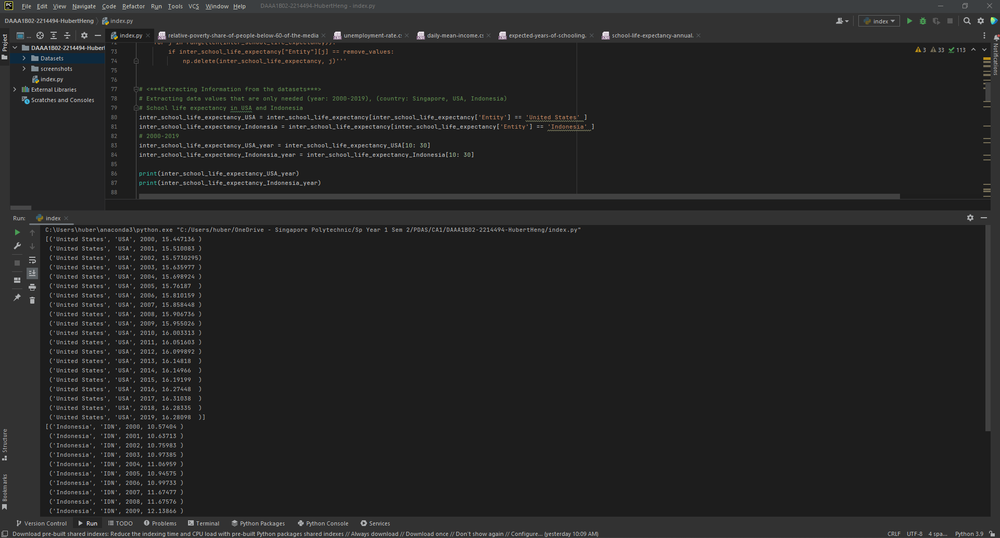 PC File Edit View Navigate Code Refactor Run Tools VCS Window Help DAAA1B02-2214494-HubertHeng - index.py
DAAA1B02-2214494-HubertHeng index.py index
... index.py relative-poverty-share-of-people-below-60-of-the-media unemployment-rate.cs daily-mean-income.cs expected-years-of-schooling. school-life-expectancy-annual.
Project
DAAA1B02-2214494-Hubert
Datasets
screenshots
index.py
External Libraries
Scratches and Consoles
3 33 113
Notifications
72 for j in range(len(inter_school_life_expectancy)):
73 if inter_school_life_expectancy["Entity"][j] == remove_values:
74 np.delete(inter_school_life_expectancy, j)'''
75
76
77 # <***Extracting Information from the datasets***>
78 # Extracting data values that are only needed (year: 2000-2019), (country: Singapore, USA, Indonesia)
79 # School life expectancy in USA and Indonesia
80 inter_school_life_expectancy_USA = inter_school_life_expectancy[inter_school_life_expectancy['Entity'] == 'United States' ]
81 inter_school_life_expectancy_Indonesia = inter_school_life_expectancy[inter_school_life_expectancy['Entity'] == 'Indonesia' ]
82 # 2000-2019
83 inter_school_life_expectancy_USA_year = inter_school_life_expectancy_USA[10: 30]
84 inter_school_life_expectancy_Indonesia_year = inter_school_life_expectancy_Indonesia[10: 30]
85
86 print(inter_school_life_expectancy_USA_year)
87 print(inter_school_life_expectancy_Indonesia_year)
88
Run: index
C:\Users\huber\anaconda3\python.exe "C:/Users/huber/OneDrive - Singapore Polytechnic/Sp Year 1 Sem 2/PDAS/CA1/DAAA1B02-2214494-HubertHeng/index.py"
[('United States', 'USA', 2000, 15.447136 )
('United States', 'USA', 2001, 15.510083 )
('United States', 'USA', 2002, 15.5730295)
('United States', 'USA', 2003, 15.635977 )
('United States', 'USA', 2004, 15.698924 )
('United States', 'USA', 2005, 15.76187 )
('United States', 'USA', 2006, 15.810159 )
('United States', 'USA', 2007, 15.858448 )
('United States', 'USA', 2008, 15.906736 )
('United States', 'USA', 2009, 15.955026 )
('United States', 'USA', 2010, 16.003313 )
('United States', 'USA', 2011, 16.051603 )
('United States', 'USA', 2012, 16.099892 )
('United States', 'USA', 2013, 16.14818 )
('United States', 'USA', 2014, 16.14966 )
('United States', 'USA', 2015, 16.19199 )
('United States', 'USA', 2016, 16.27448 )
('United States', 'USA', 2017, 16.31038 )
('United States', 'USA', 2018, 16.28335 )
('United States', 'USA', 2019, 16.28098 )]
[('Indonesia', 'IDN', 2000, 10.57404 )
('Indonesia', 'IDN', 2001, 10.63713 )
('Indonesia', 'IDN', 2002, 10.75983 )
('Indonesia', 'IDN', 2003, 10.97385 )
('Indonesia', 'IDN', 2004, 11.06959 )
('Indonesia', 'IDN', 2005, 10.94575 )
('Indonesia', 'IDN', 2006, 10.99733 )
('Indonesia', 'IDN', 2007, 11.67477 )
('Indonesia', 'IDN', 2008, 11.67576 )
('Indonesia', 'IDN', 2009, 12.13866 )
Structure
Bookmarks
Version Control Run TODO Problems Terminal Python Packages Python Console Services
Download pre-built shared indexes: Reduce the indexing time and CPU load with pre-built Python packages shared indexes // Always download // Download once // Don't show again // Configure... (yesterday 10:09 AM) CRLF UTF-8 4 spa... Python 3.9